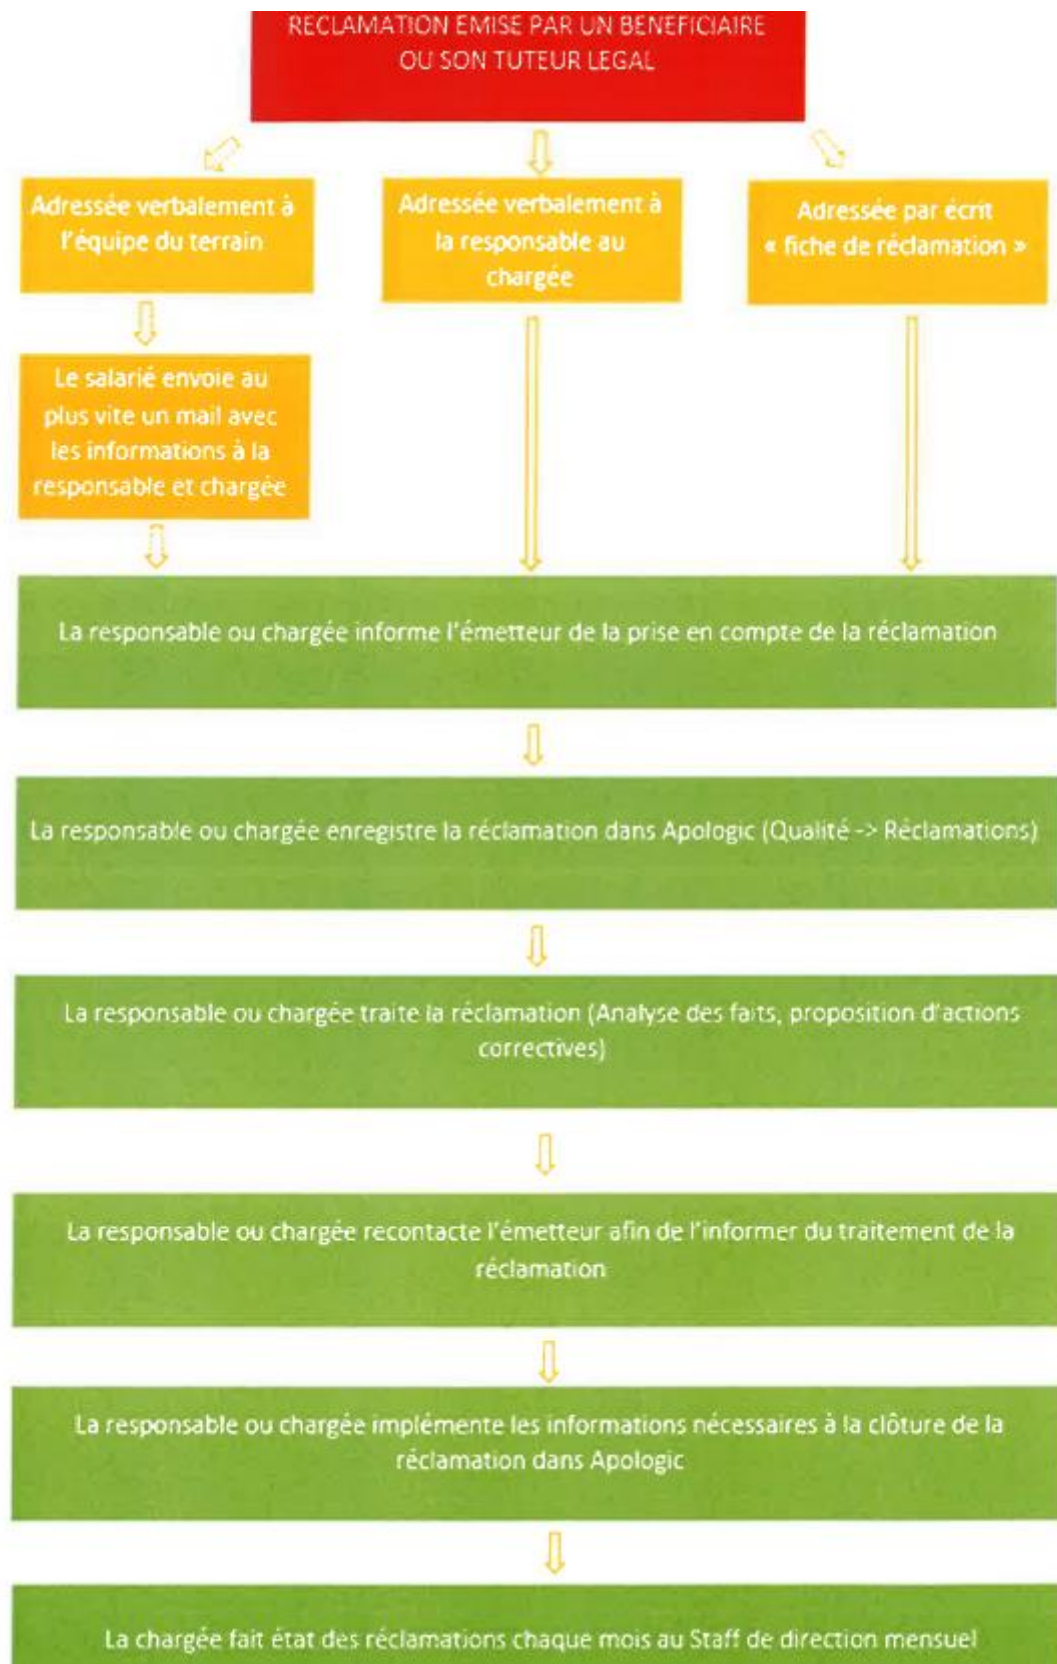 RECLAMATION EMISE PAR UN BENEFICIAIRE
OU SON TUTEUR LEGAL
Adressée verbalement à
l'équipe du terrain
Adressée verbalement à
la responsable au
chargée
Adressée par écrit
« fiche de réclamation »
Le salarié envoie au
plus vite un mail avec
les informations à la
responsable et chargée
La responsable ou chargée informe l'émetteur de la prise en compte de la réclamation
La responsable ou chargée enregistre la réclamation dans Apologic (Qualité -> Réclamations)
La responsable ou chargée traite la réclamation (Analyse des faits, proposition d'actions
correctives)
La responsable ou chargée recontacte l'émetteur afin de l'informer du traitement de la
réclamation
La responsable ou chargée implémente les informations nécessaires à la clôture de la
réclamation dans Apologic
La chargée fait état des réclamations chaque mois au Staff de direction mensuel